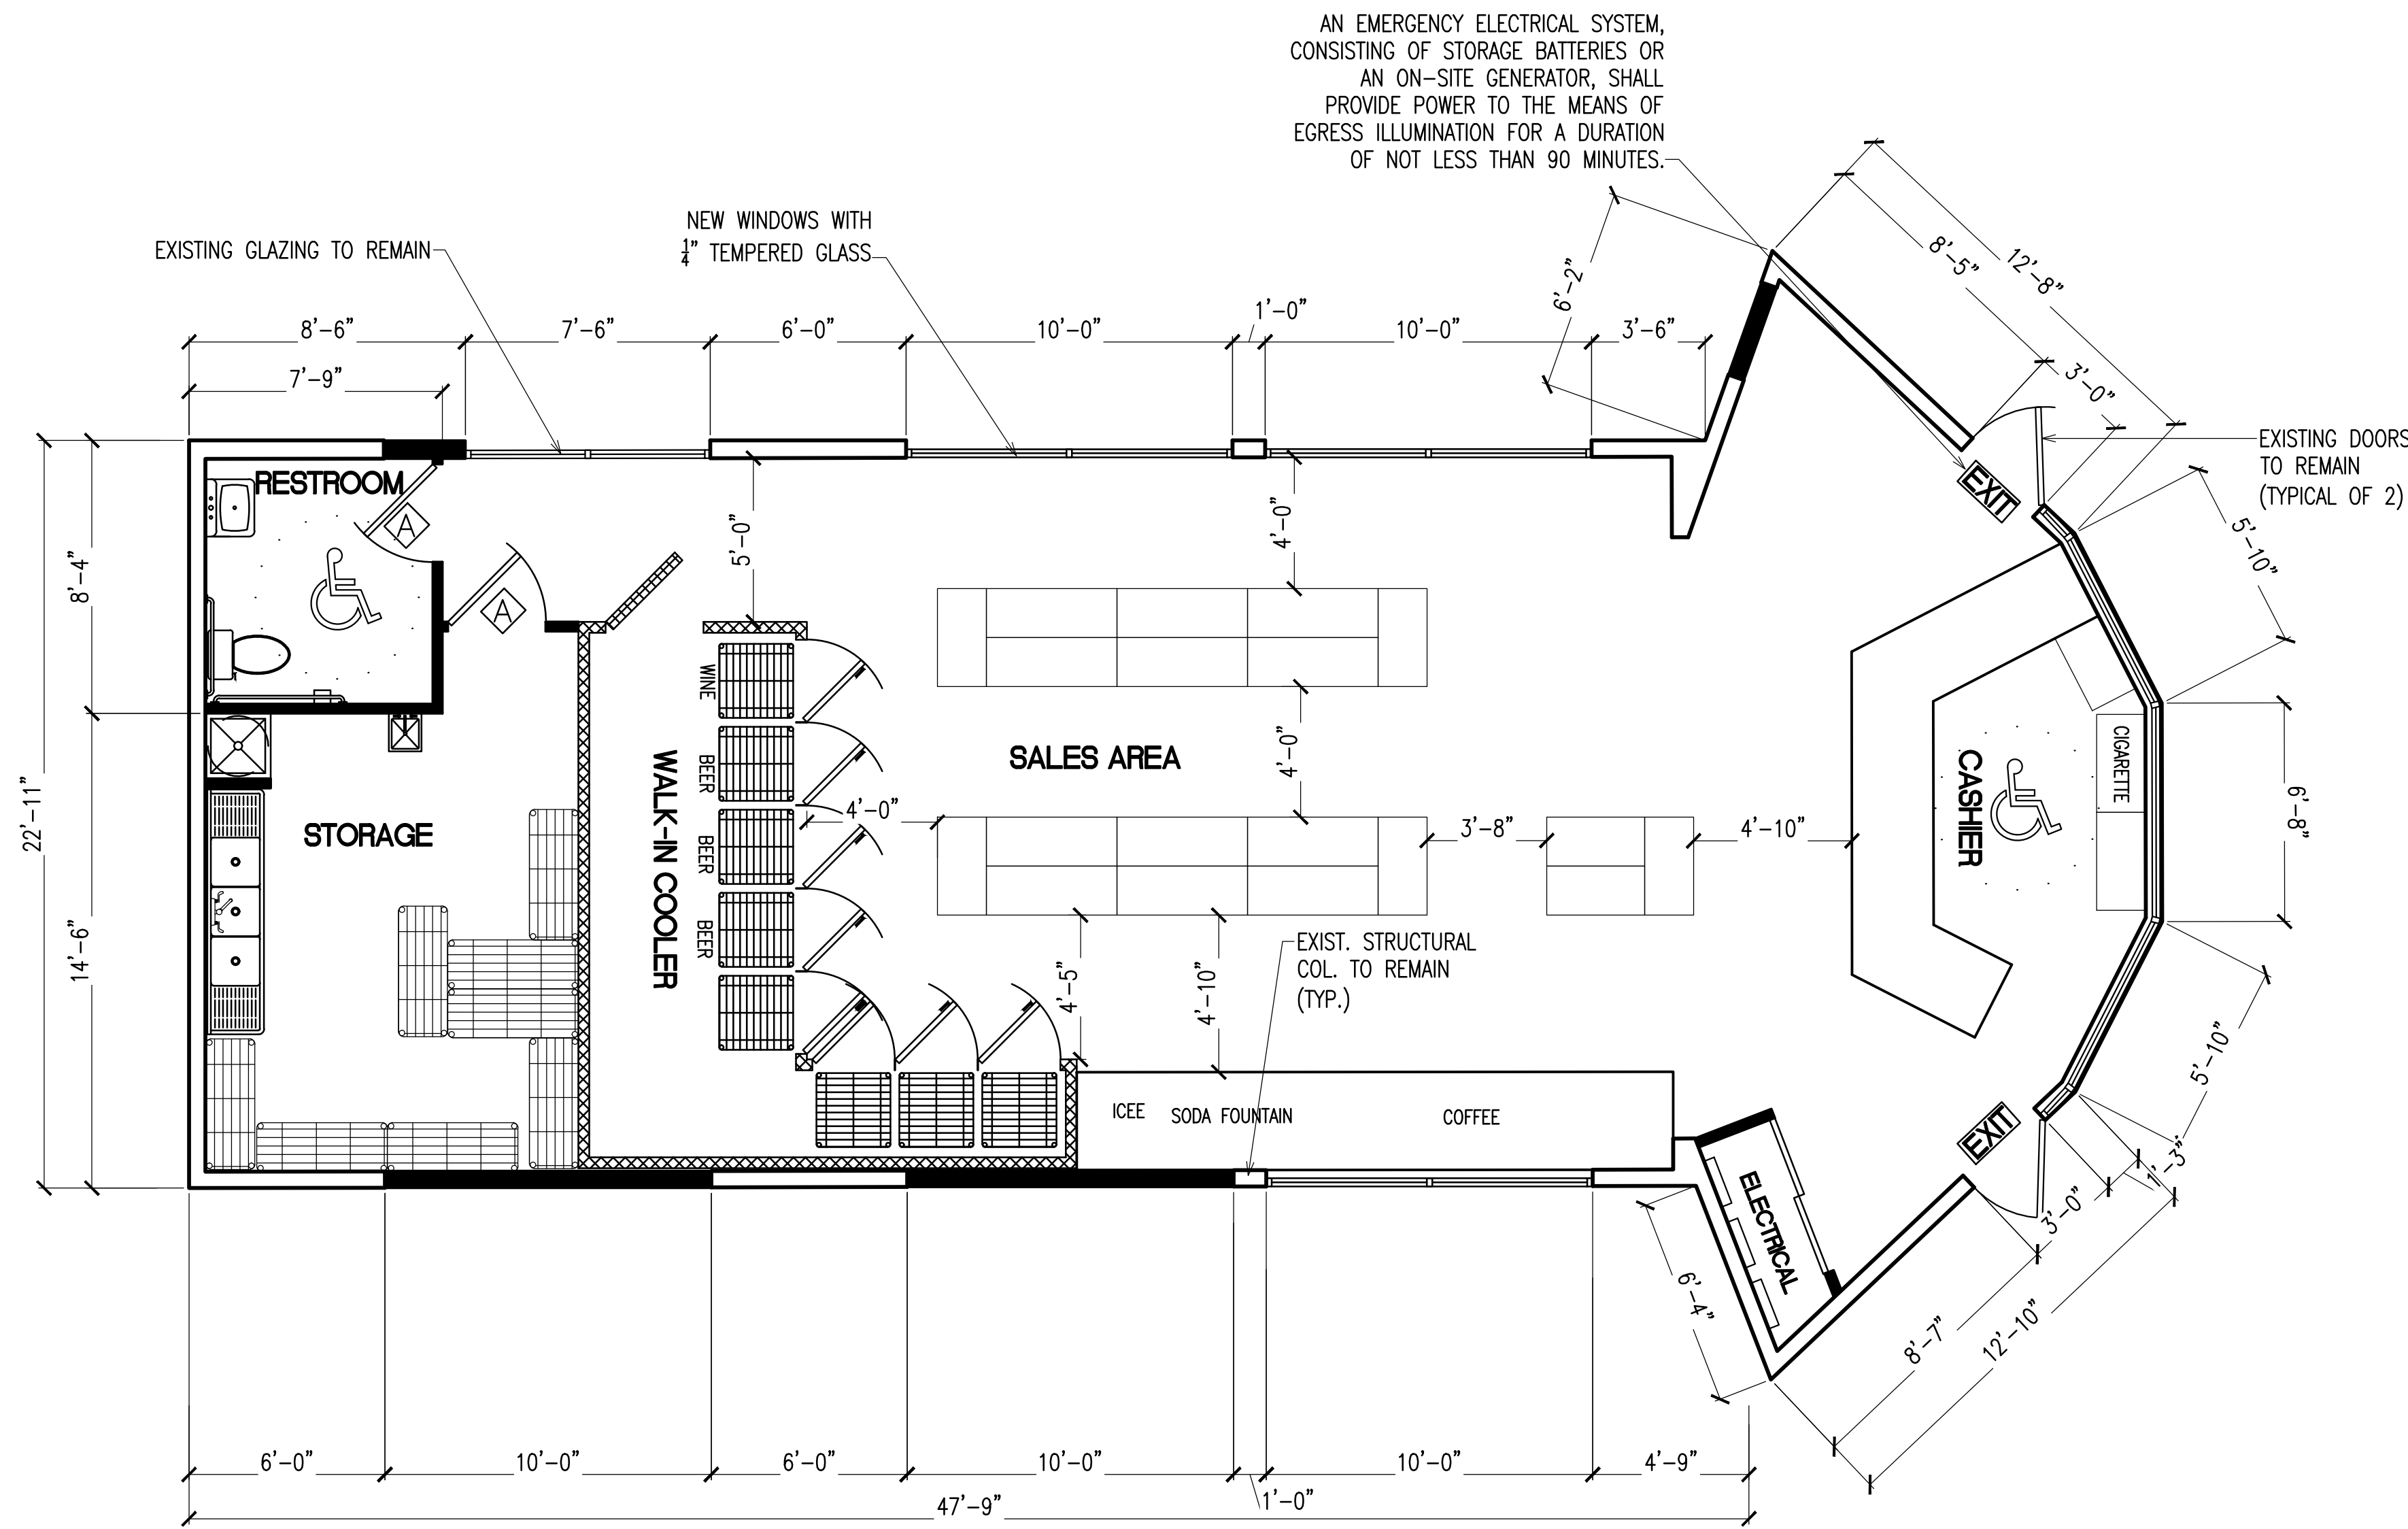 AN EMERGENCY ELECTRICAL SYSTEM,
CONSISTING OF STORAGE BATTERIES OR
AN ON-SITE GENERATOR, SHALL
PROVIDE POWER TO THE MEANS OF
EGRESS ILLUMINATION FOR A DURATION
OF NOT LESS THAN 90 MINUTES.
NEW WINDOWS WITH
1/4" TEMPERED GLASS
EXISTING GLAZING TO REMAIN
8'-6"
7'-6"
6'-0"
10'-0"
1'-0"
10'-0"
3'-6"
7'-9"
6'-2"
8'-5"
12'-8"
3'-0"
EXISTING DOORS
TO REMAIN
(TYPICAL OF 2)
EXIT
5'-10"
RESTROOM
A
A
8'-4"
5'-0"
4'-0"
22'-11"
14'-6"
STORAGE
WALK-IN COOLER
WINE
BEER
BEER
BEER
SALES AREA
4'-0"
4'-0"
3'-8"
4'-10"
CASHIER
CIGARETTE
6'-8"
4'-5"
4'-10"
EXIST. STRUCTURAL
COL. TO REMAIN
(TYP.)
ICEE
SODA FOUNTAIN
COFFEE
5'-10"
EXIT
1'-3"
3'-0"
ELECTRICAL
6'-4"
8'-7"
12'-10"
6'-0"
10'-0"
6'-0"
10'-0"
10'-0"
4'-9"
1'-0"
47'-9"